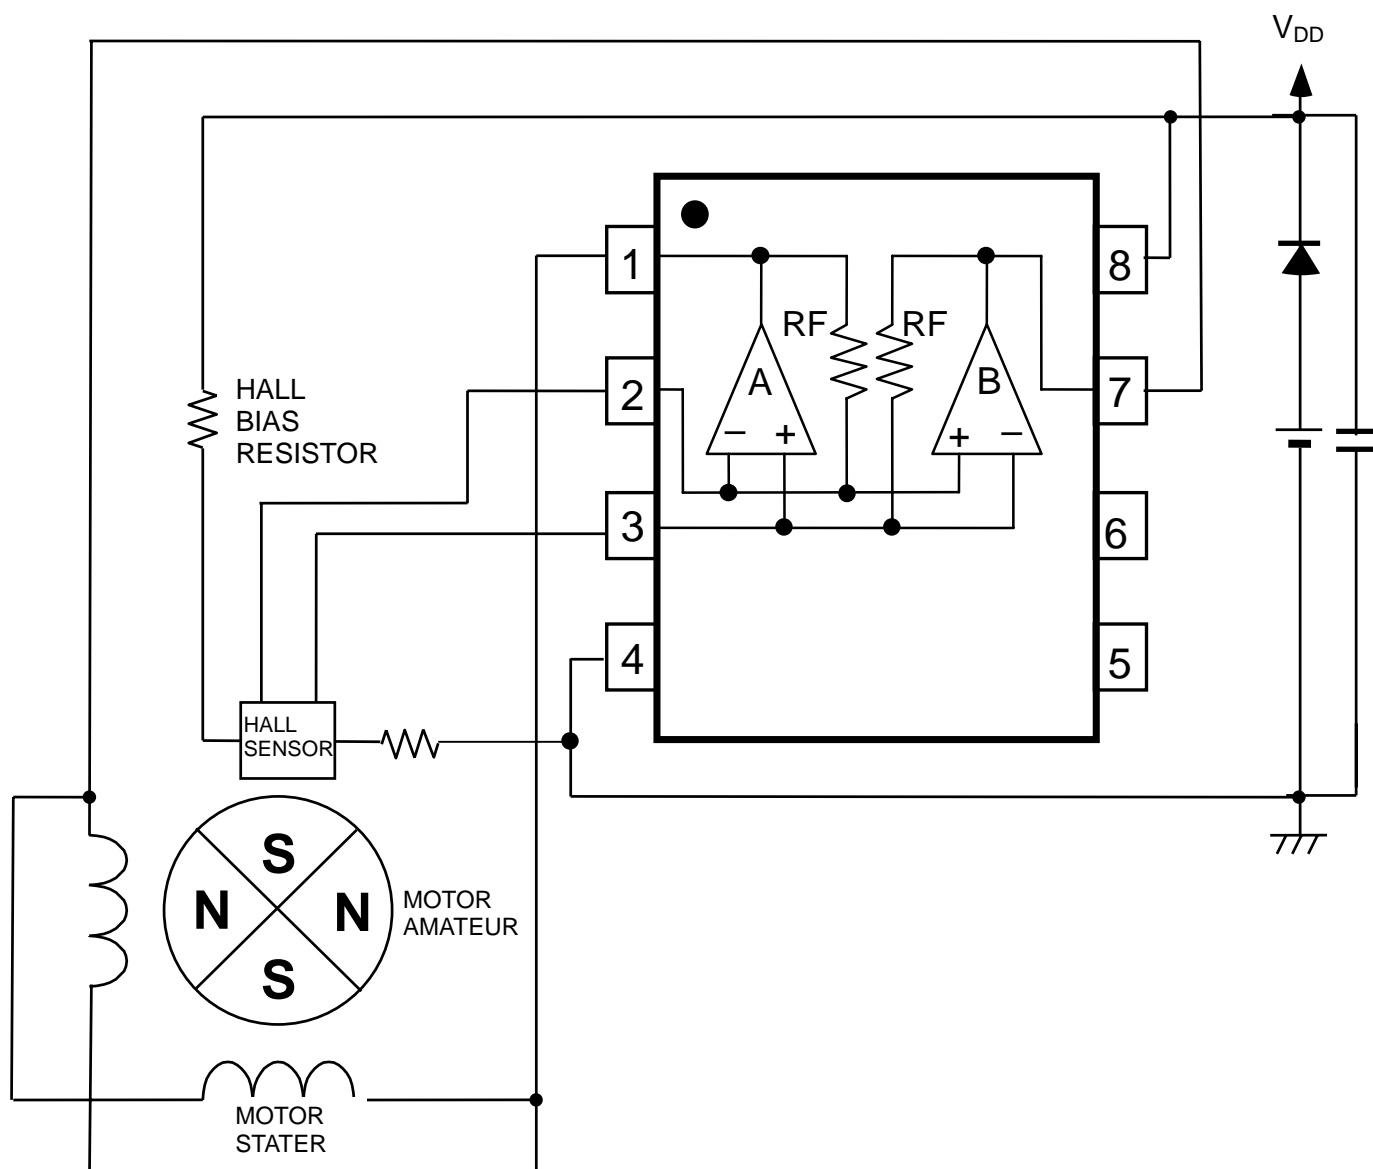 VDD
1
8
RF
RF
A
B
− +
+ −
2
7
HALL
BIAS
RESISTOR
3
6
4
5
HALL
SENSOR
S
N
N
S
MOTOR
AMATEUR
MOTOR
STATER